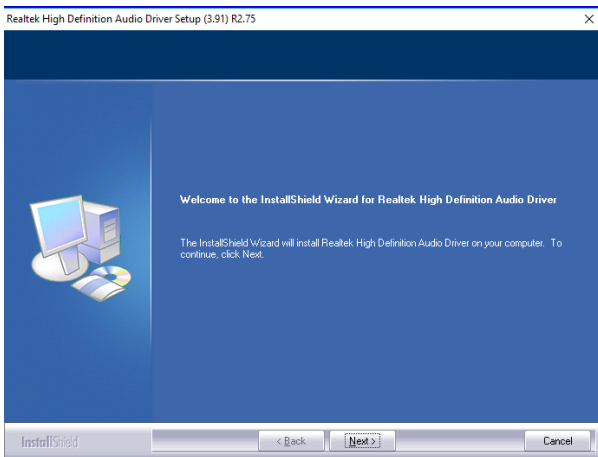 Realtek High Definition Audio Driver Setup (3.91) R2.75
Welcome to the InstallShield Wizard for Realtek High Definition Audio Driver
The InstallShield Wizard will install Realtek High Definition Audio Driver on your computer. To
continue, click Next.
InstallShield
< Back
Next >
Cancel